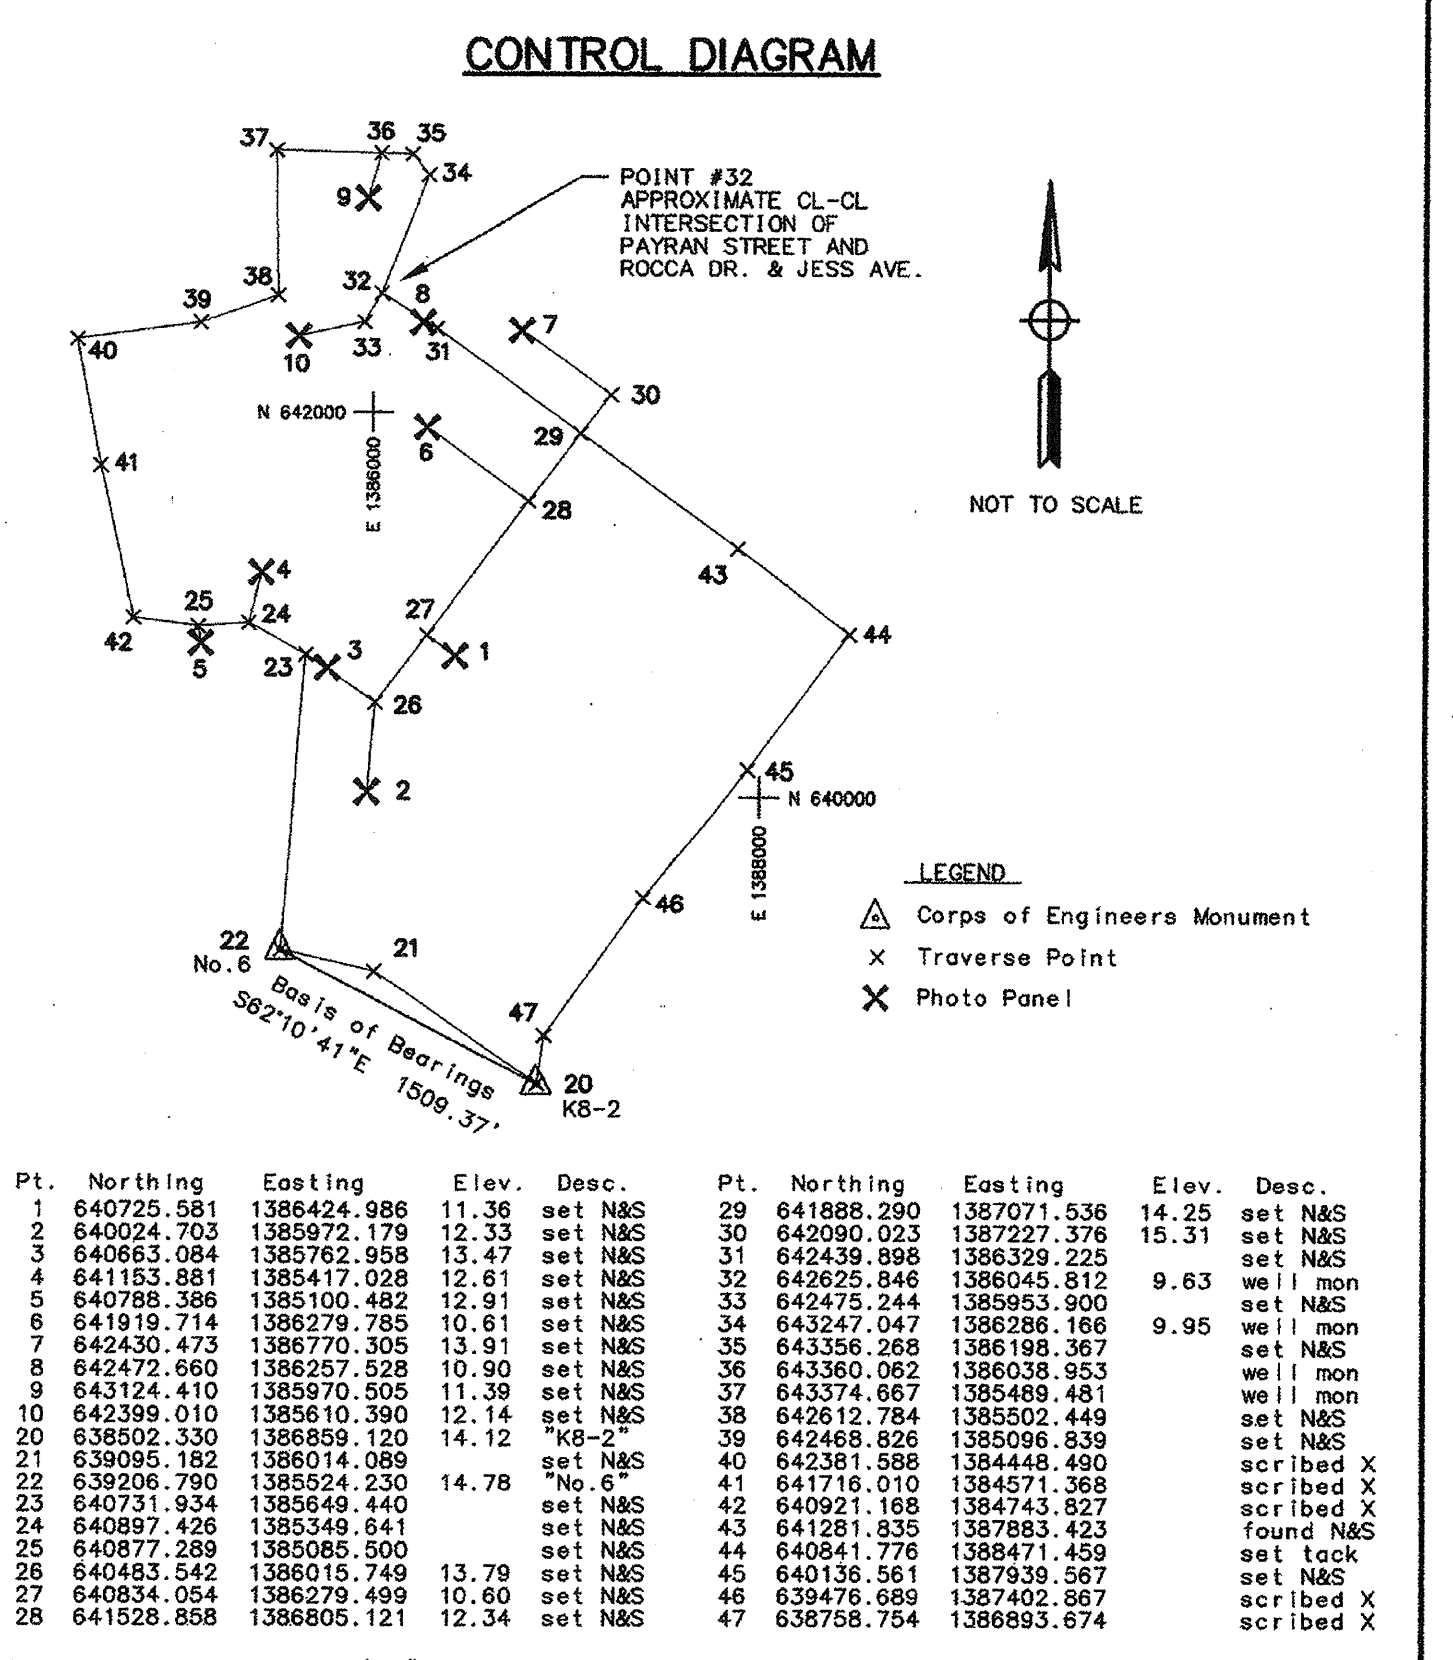 CONTROL DIAGRAM
37
36
35
34
9
POINT #32
APPROXIMATE CL-CL
INTERSECTION OF
PAYRAN STREET AND
ROCCA DR. & JESS AVE.
38
32
8
39
7
40
10
33
31
30
N 642000
E 1386000
6
29
41
28
NOT TO SCALE
43
4
25
24
27
42
5
23
3
1
44
26
2
45
N 640000
E 1388000
46
22
No.6
21
Basis of Bearings
S62°10'41"E 1509.37'
47
20
K8-2
LEGEND
Corps of Engineers Monument
Traverse Point
Photo Panel
Pt. Northing Easting Elev. Desc.
1 640725.581 1386424.986 11.36 set N&S
2 640024.703 1385972.179 12.33 set N&S
3 640663.084 1385762.958 13.47 set N&S
4 641153.881 1385417.028 12.61 set N&S
5 640788.386 1385100.482 12.91 set N&S
6 641919.714 1386279.785 10.61 set N&S
7 642430.473 1386770.305 13.91 set N&S
8 642472.660 1386257.528 10.90 set N&S
9 643124.410 1385970.505 11.39 set N&S
10 642399.010 1385610.390 12.14 set N&S
20 638502.330 1386859.120 14.12 "K8-2"
21 639095.182 1386014.089 set N&S
22 639206.790 1385524.230 14.78 "No.6"
23 640731.934 1385649.440 set N&S
24 640897.426 1385349.641 set N&S
25 640877.289 1385085.500 set N&S
26 640483.542 1386015.749 13.79 set N&S
27 640834.054 1386279.499 10.60 set N&S
28 641528.858 1386805.121 12.34 set N&S
Pt. Northing Easting Elev. Desc.
29 641888.290 1387071.536 14.25 set N&S
30 642090.023 1387227.376 15.31 set N&S
31 642439.898 1386329.225 set N&S
32 642625.846 1386045.812 9.63 well mon
33 642475.244 1385953.900 set N&S
34 643247.047 1386286.166 9.95 well mon
35 643356.268 1386198.367 set N&S
36 643360.062 1386038.953 well mon
37 643374.667 1385489.481 well mon
38 642612.784 1385502.449 set N&S
39 642468.826 1385096.839 set N&S
40 642381.588 1384448.490 scribed X
41 641716.010 1384571.368 scribed X
42 640921.168 1384743.827 scribed X
43 641281.835 1387883.423 found N&S
44 640841.776 1388471.459 set tack
45 640136.561 1387939.567 set N&S
46 639476.689 1387402.867 scribed X
47 638758.754 1386893.674 scribed X